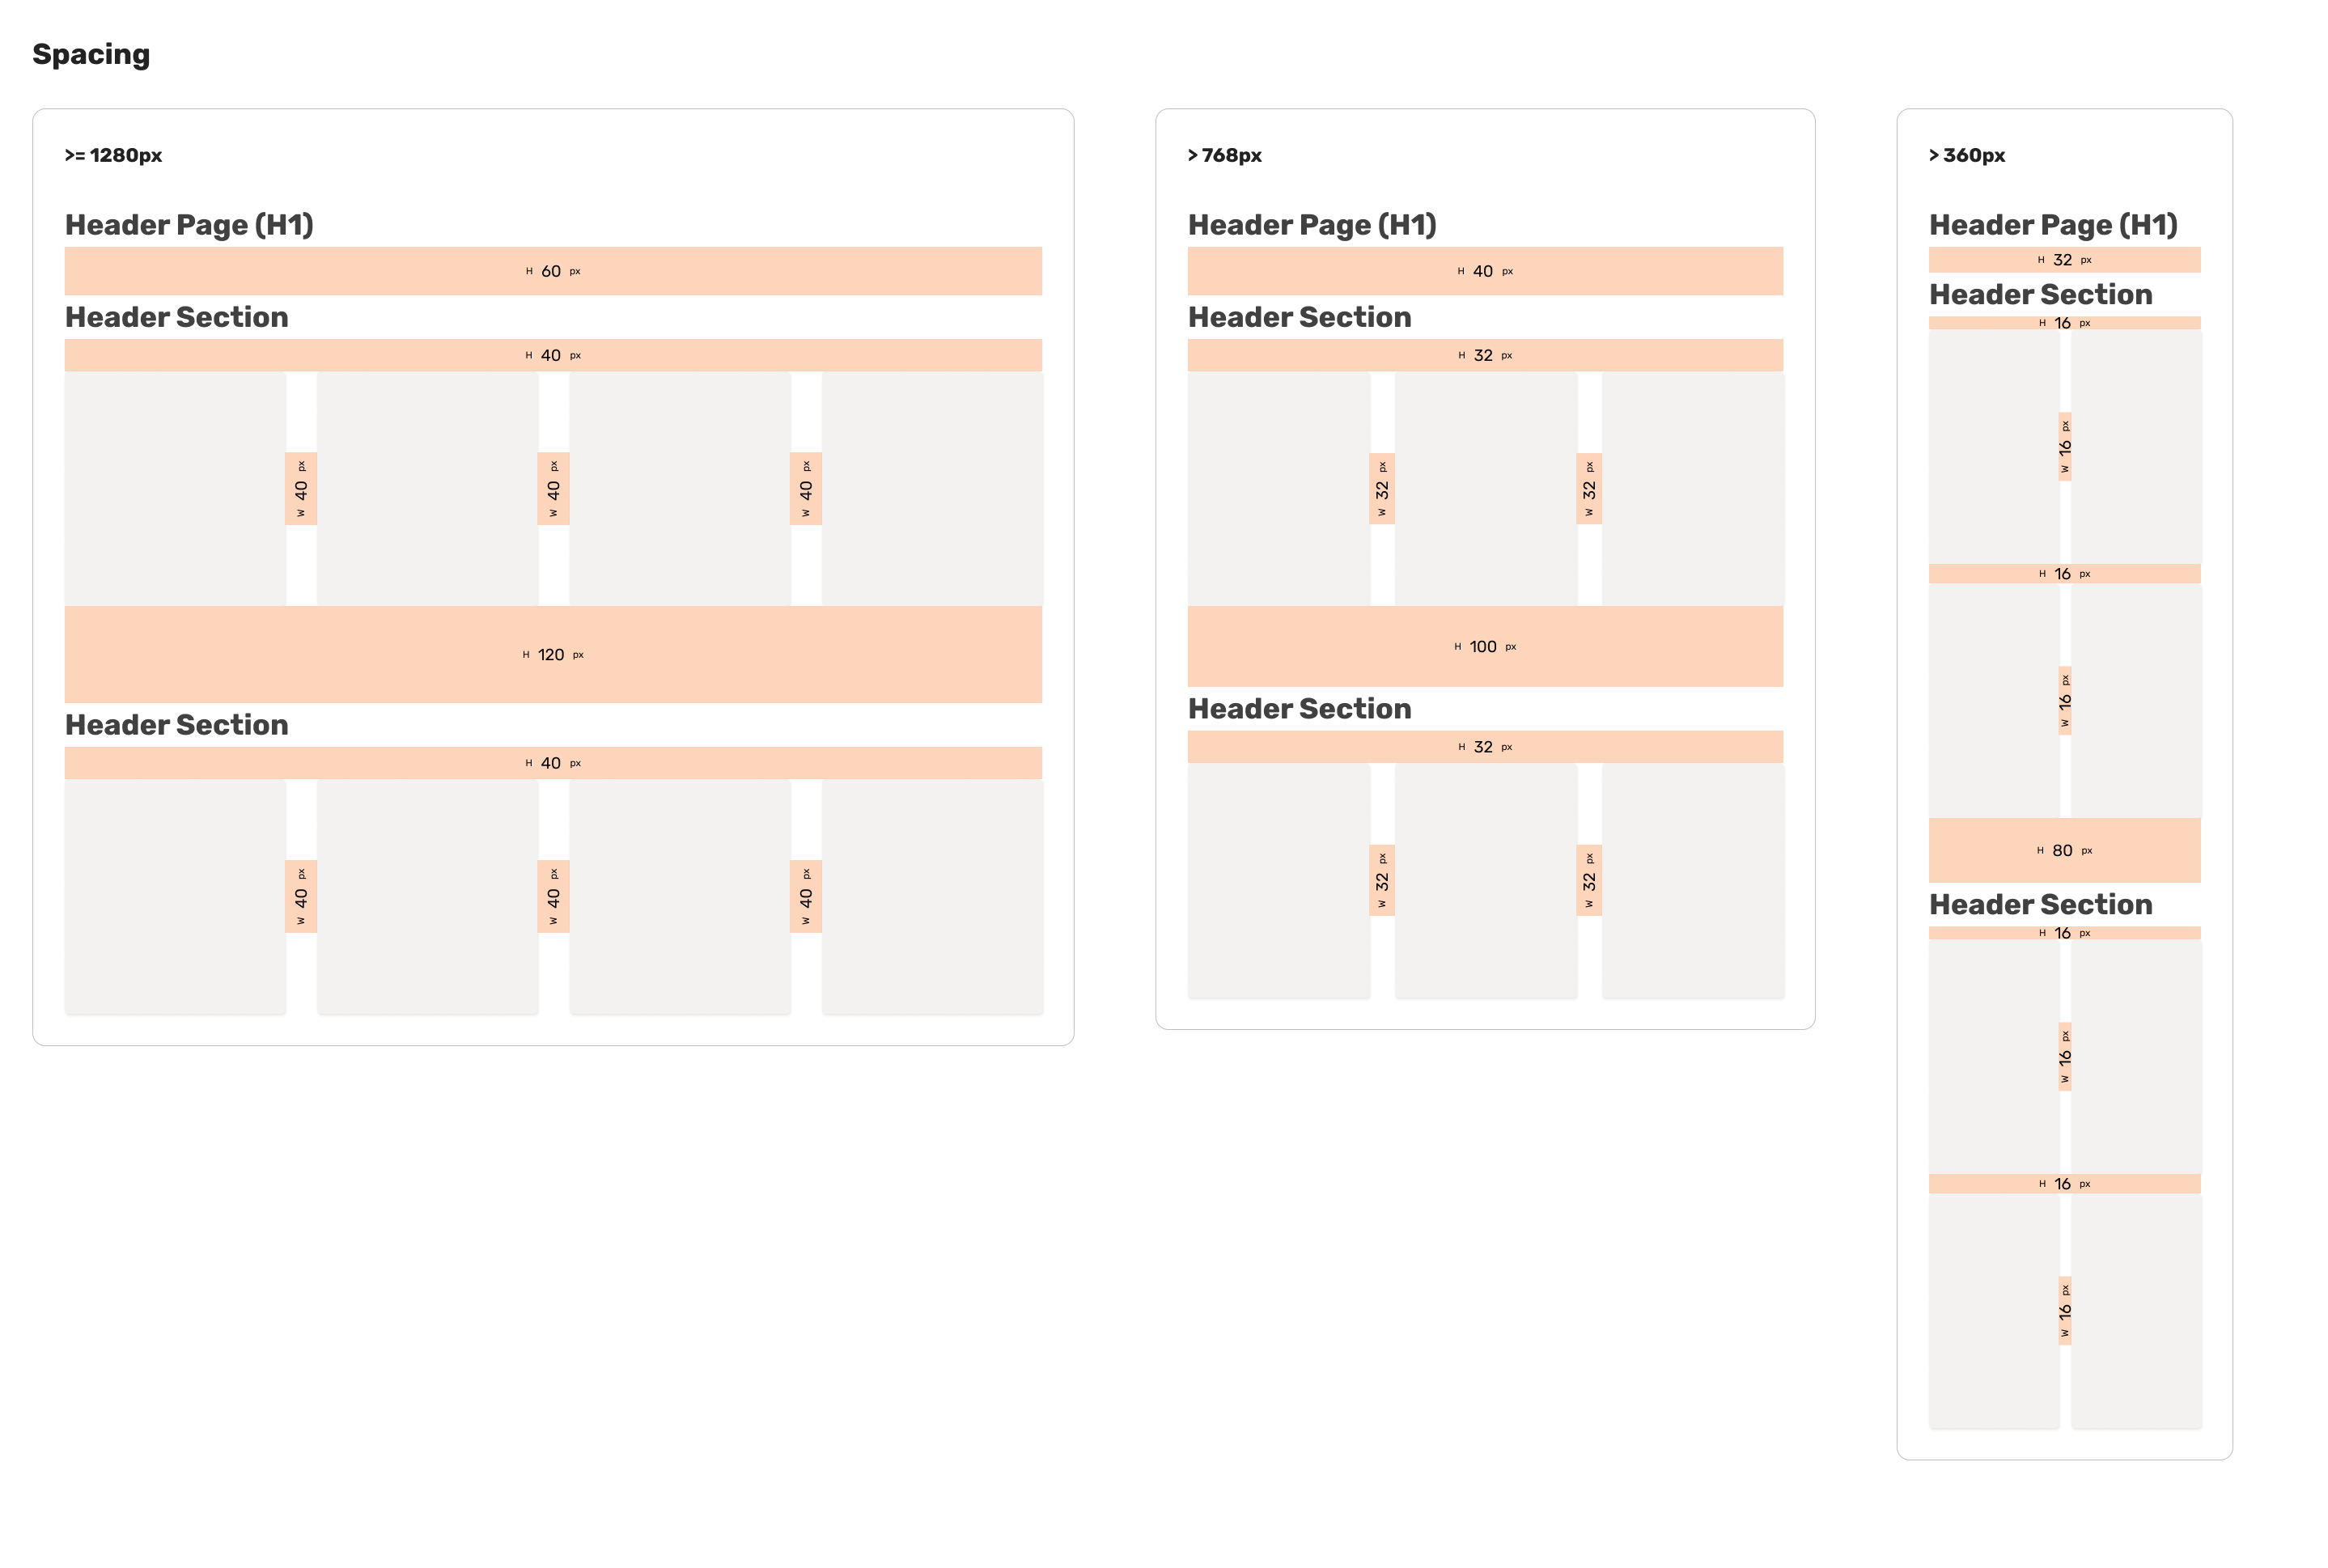 Spacing
>= 1280px
Header Page (H1)
H 60 px
Header Section
H 40 px
W 40 px
W 40 px
W 40 px
H 120 px
Header Section
H 40 px
W 40 px
W 40 px
W 40 px
> 768px
Header Page (H1)
H 40 px
Header Section
H 32 px
W 32 px
W 32 px
H 100 px
Header Section
H 32 px
W 32 px
W 32 px
> 360px
Header Page (H1)
H 32 px
Header Section
H 16 px
W 16 px
H 16 px
W 16 px
H 80 px
Header Section
H 16 px
W 16 px
H 16 px
W 16 px